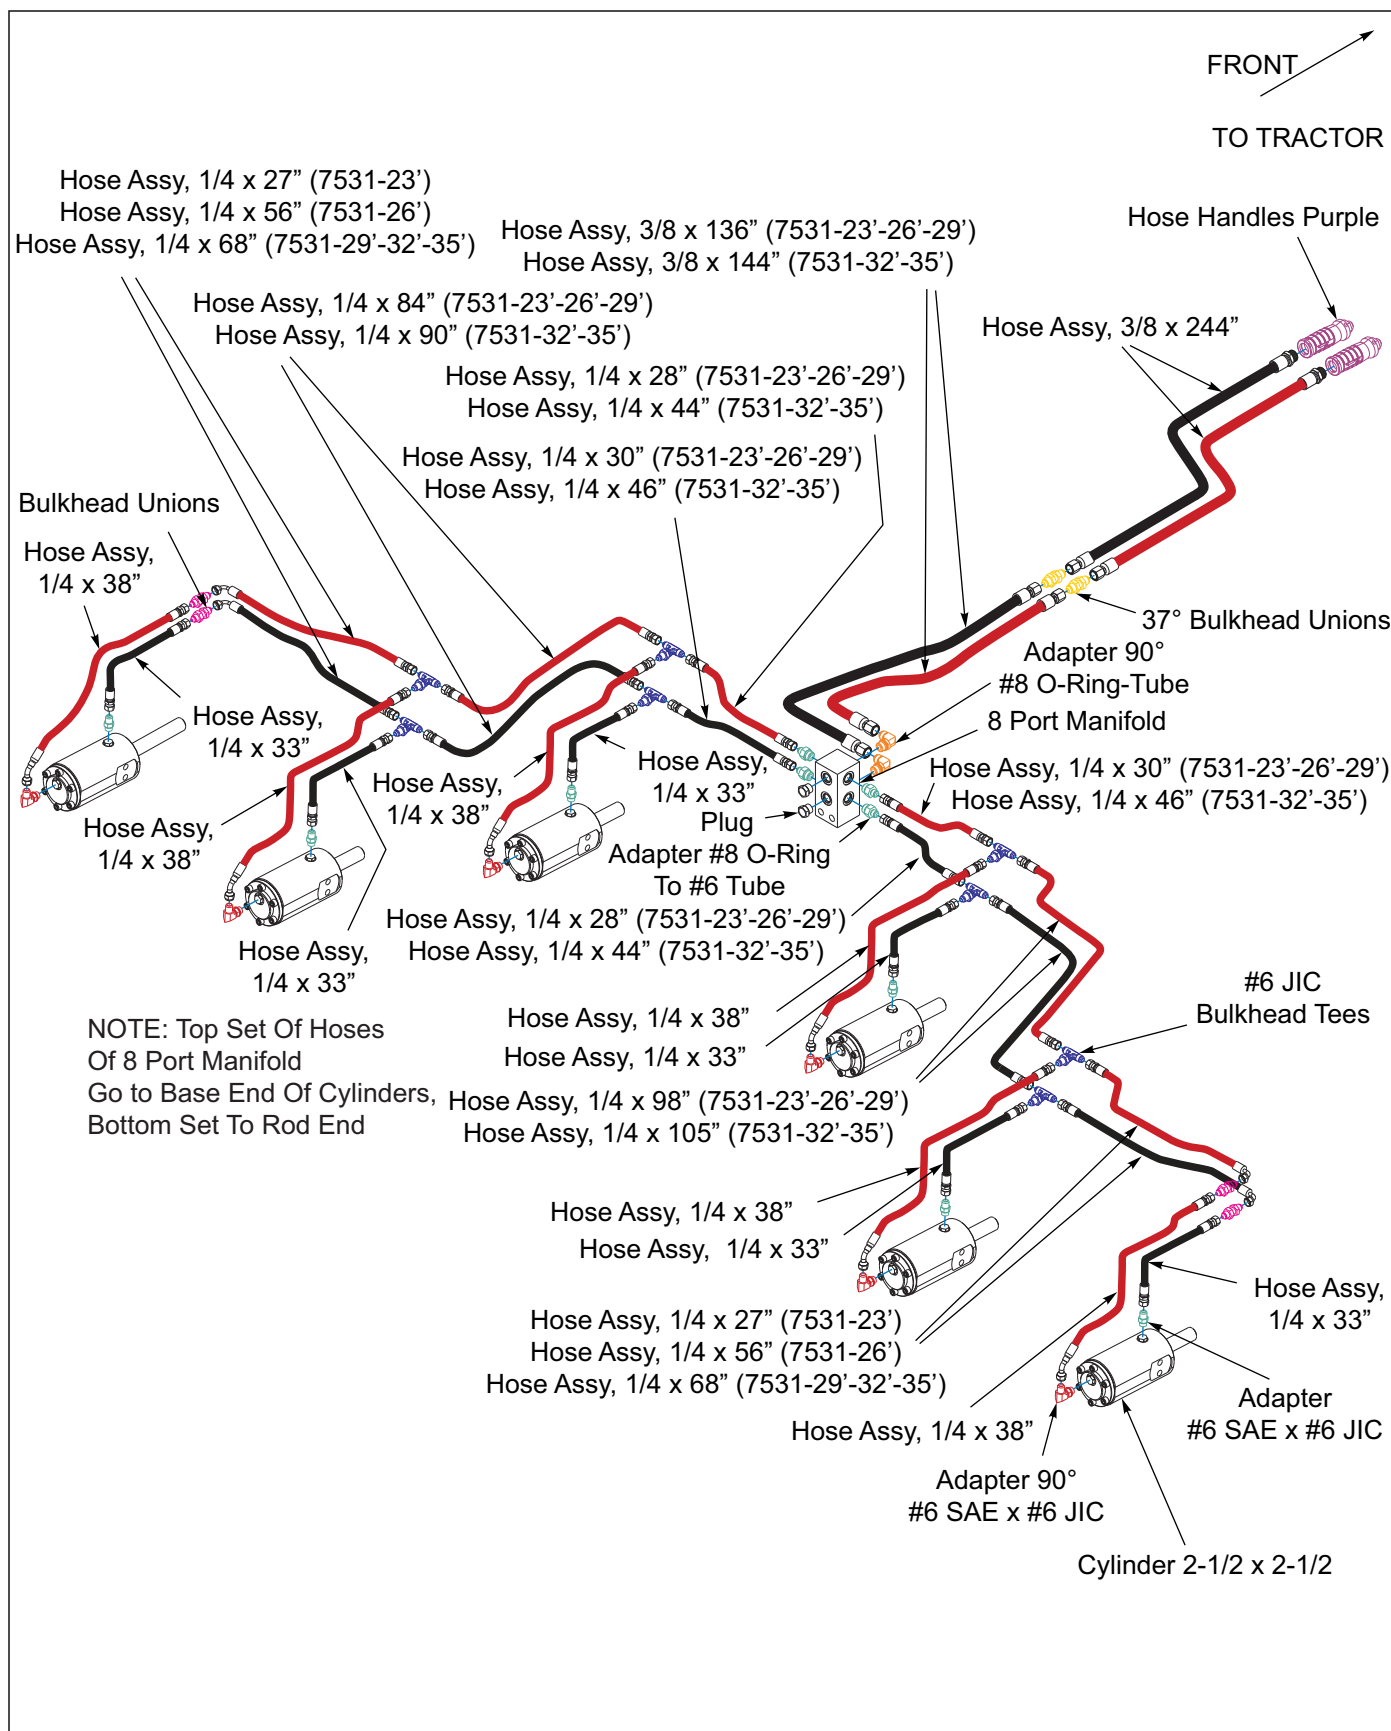 FRONT
TO TRACTOR
Hose Assy, 1/4 x 27” (7531-23’)
Hose Assy, 1/4 x 56” (7531-26’)
Hose Assy, 1/4 x 68” (7531-29’-32’-35’)
Hose Assy, 3/8 x 136” (7531-23’-26’-29’)
Hose Assy, 3/8 x 144” (7531-32’-35’)
Hose Handles Purple
Hose Assy, 1/4 x 84” (7531-23’-26’-29’)
Hose Assy, 1/4 x 90” (7531-32’-35’)
Hose Assy, 3/8 x 244”
Hose Assy, 1/4 x 28” (7531-23’-26’-29’)
Hose Assy, 1/4 x 44” (7531-32’-35’)
Hose Assy, 1/4 x 30” (7531-23’-26’-29’)
Hose Assy, 1/4 x 46” (7531-32’-35’)
Bulkhead Unions
Hose Assy,
1/4 x 38”
37° Bulkhead Unions
Adapter 90°
#8 O-Ring-Tube
8 Port Manifold
Hose Assy,
1/4 x 33”
Hose Assy,
1/4 x 38”
Hose Assy,
1/4 x 33”
Hose Assy, 1/4 x 30” (7531-23’-26’-29’)
Hose Assy, 1/4 x 46” (7531-32’-35’)
Plug
Hose Assy,
1/4 x 38”
Adapter #8 O-Ring
To #6 Tube
Hose Assy, 1/4 x 28” (7531-23’-26’-29’)
Hose Assy, 1/4 x 44” (7531-32’-35’)
Hose Assy,
1/4 x 33”
#6 JIC
Bulkhead Tees
Hose Assy, 1/4 x 38”
Hose Assy, 1/4 x 33”
NOTE: Top Set Of Hoses
Of 8 Port Manifold
Go to Base End Of Cylinders,
Bottom Set To Rod End
Hose Assy, 1/4 x 98” (7531-23’-26’-29’)
Hose Assy, 1/4 x 105” (7531-32’-35’)
Hose Assy, 1/4 x 38”
Hose Assy, 1/4 x 33”
Hose Assy,
1/4 x 33”
Hose Assy, 1/4 x 27” (7531-23’)
Hose Assy, 1/4 x 56” (7531-26’)
Hose Assy, 1/4 x 68” (7531-29’-32’-35’)
Hose Assy, 1/4 x 38”
Adapter
#6 SAE x #6 JIC
Adapter 90°
#6 SAE x #6 JIC
Cylinder 2-1/2 x 2-1/2